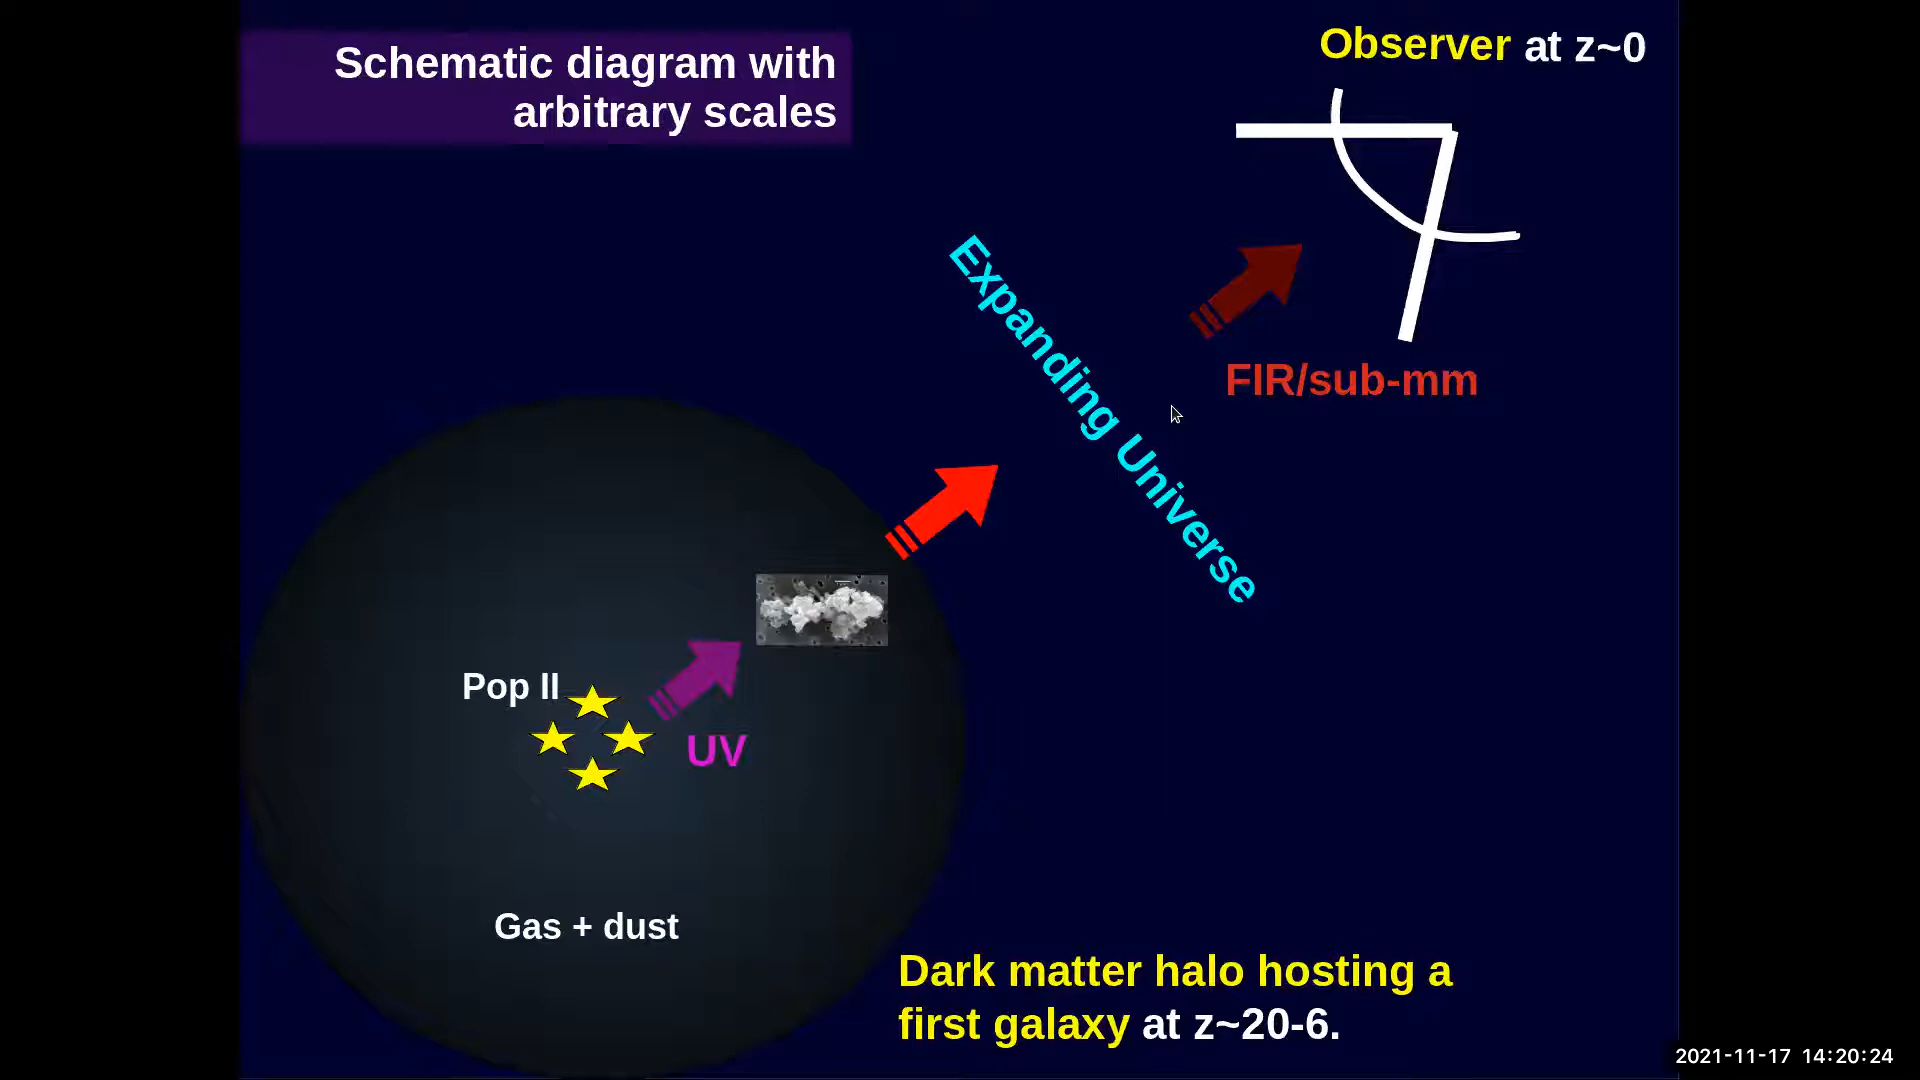 Schematic diagram with
arbitrary scales
Observer at z~0
Expanding Universe
FIR/sub-mm
Pop II
UV
Gas + dust
Dark matter halo hosting a
first galaxy at z~20-6.
2021-11-17 14:20:24